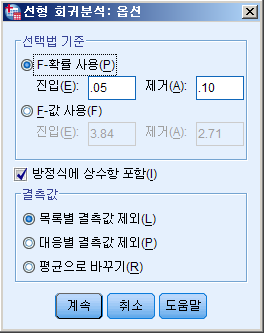 선형 회귀분석: 옵션
선택법 기준
F-확률 사용(P)
진입(E): .05 제거(A): .10
F-값 사용(F)
진입(E): 3.84 제거(A): 2.71
방정식에 상수항 포함(I)
결측값
목록별 결측값 제외(L)
대응별 결측값 제외(P)
평균으로 바꾸기(R)
계속 취소 도움말